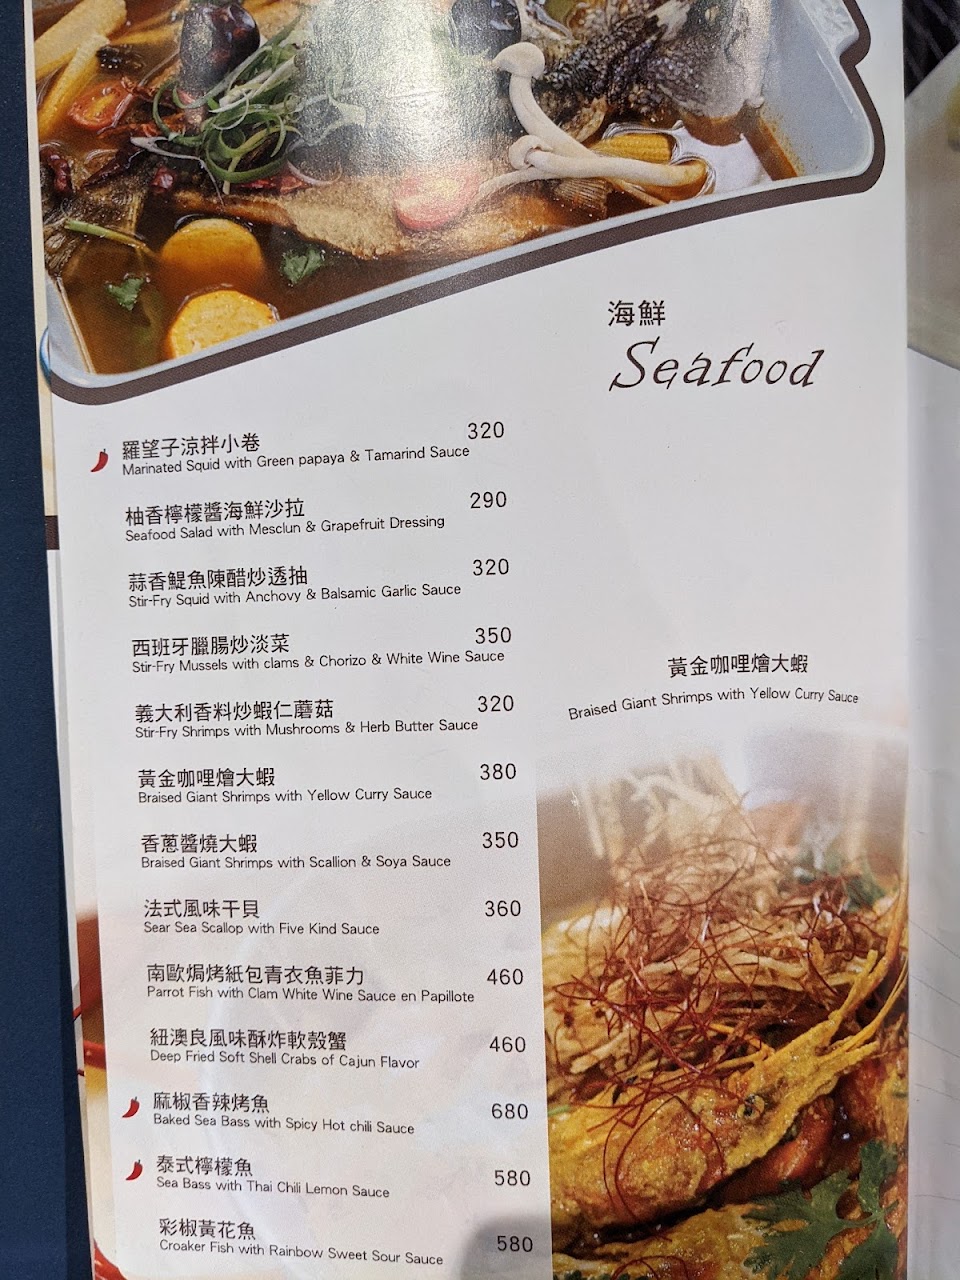 海鮮
Seafood
羅望子涼拌小卷 320
Marinated Squid with Green papaya & Tamarind Sauce
柚香檸檬醬海鮮沙拉 290
Seafood Salad with Mesclun & Grapefruit Dressing
蒜香鯷魚陳醋炒透抽 320
Stir-Fry Squid with Anchovy & Balsamic Garlic Sauce
西班牙臘腸炒淡菜 350
Stir-Fry Mussels with clams & Chorizo & White Wine Sauce
義大利香料炒蝦仁蘑菇 320
Stir-Fry Shrimps with Mushrooms & Herb Butter Sauce
黃金咖哩燴大蝦 380
Braised Giant Shrimps with Yellow Curry Sauce
香蔥醬燒大蝦 350
Braised Giant Shrimps with Scallion & Soya Sauce
法式風味干貝 360
Sear Sea Scallop with Five Kind Sauce
南歐焗烤紙包青衣魚菲力 460
Parrot Fish with Clam White Wine Sauce en Papillote
紐澳良風味酥炸軟殼蟹 460
Deep Fried Soft Shell Crabs of Cajun Flavor
麻椒香辣烤魚 680
Baked Sea Bass with Spicy Hot chili Sauce
泰式檸檬魚 580
Sea Bass with Thai Chili Lemon Sauce
彩椒黃花魚 580
Croaker Fish with Rainbow Sweet Sour Sauce
黃金咖哩燴大蝦
Braised Giant Shrimps with Yellow Curry Sauce